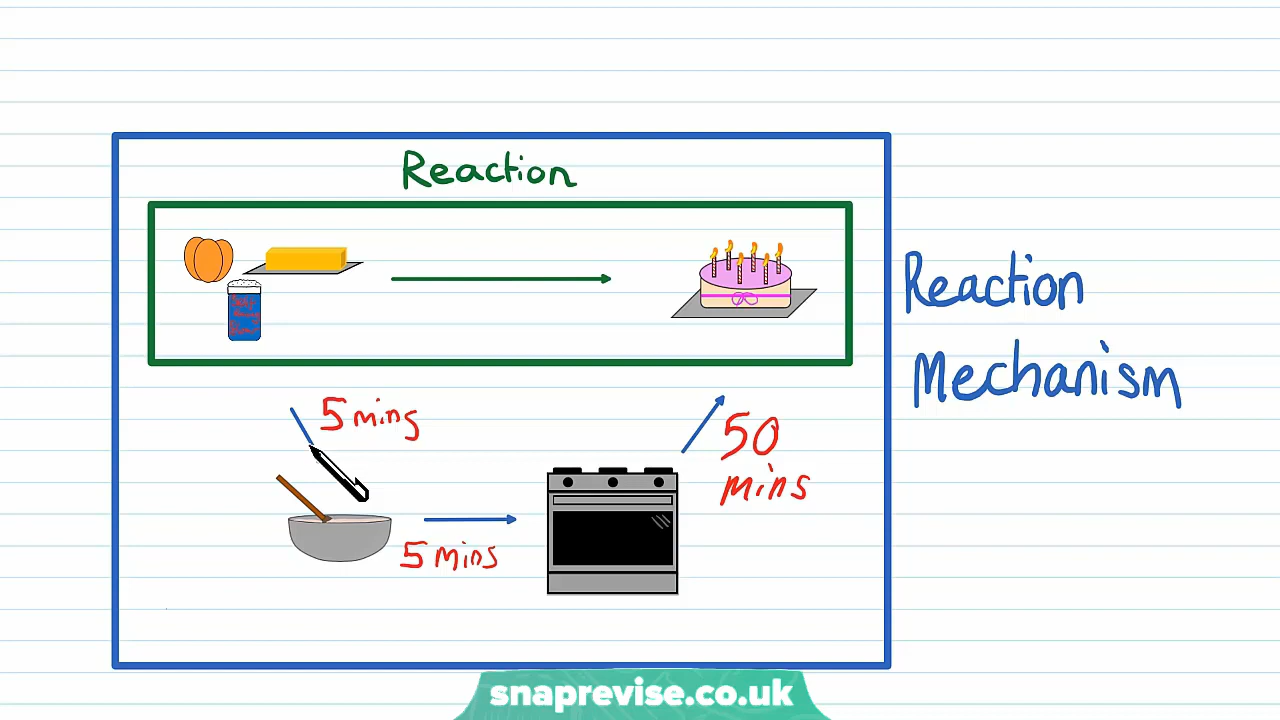 Reaction
Reaction
Mechanism
5 mins
50
mins
5 mins
snaprevise.co.uk